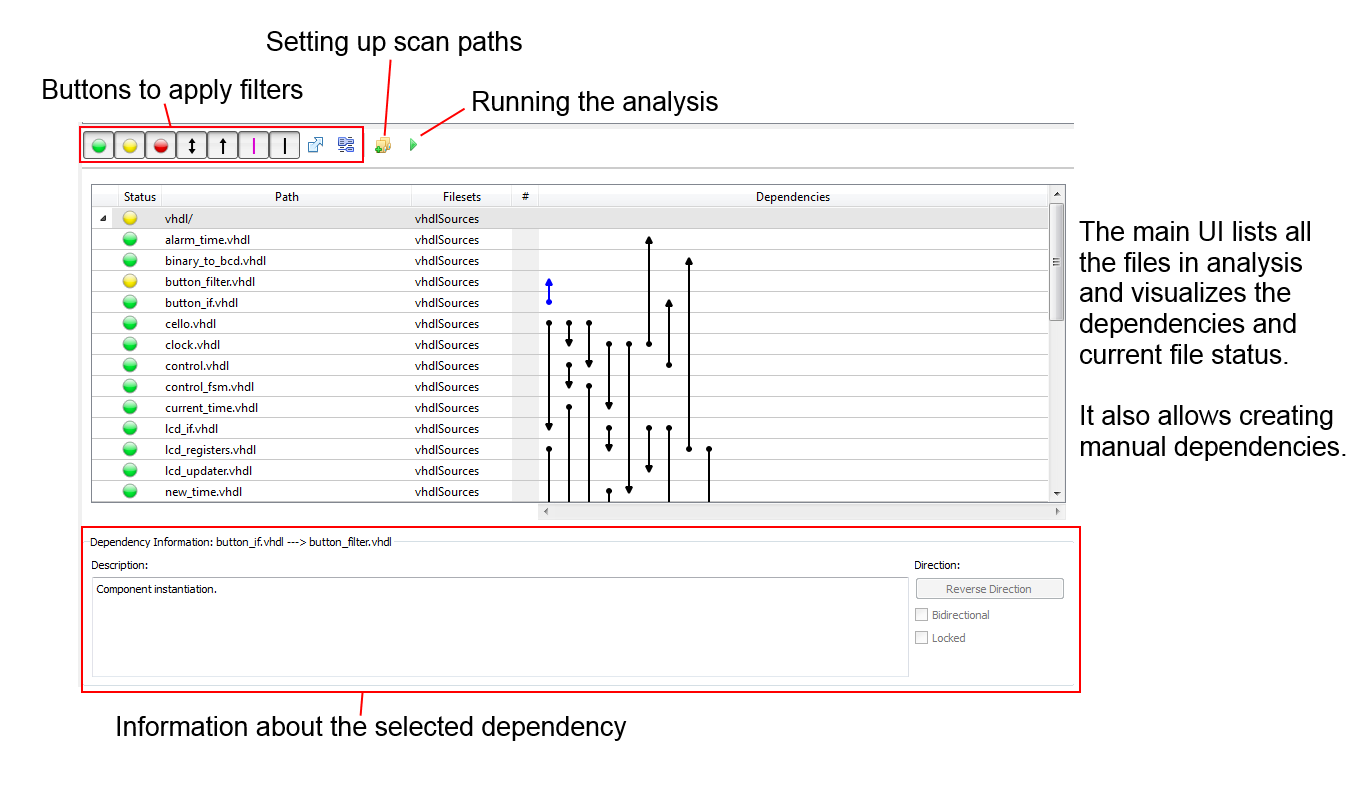 Setting up scan paths
Buttons to apply filters
Running the analysis
Status Path Filesets # Dependencies
vhdl/ vhdlSources
alarm_time.vhdl vhdlSources
binary_to_bcd.vhdl vhdlSources
button_filter.vhdl vhdlSources
button_if.vhdl vhdlSources
cello.vhdl vhdlSources
clock.vhdl vhdlSources
control.vhdl vhdlSources
control_fsm.vhdl vhdlSources
current_time.vhdl vhdlSources
lcd_if.vhdl vhdlSources
lcd_registers.vhdl vhdlSources
lcd_updater.vhdl vhdlSources
new_time.vhdl vhdlSources
The main UI lists all
the files in analysis
and visualizes the
dependencies and
current file status.
It also allows creating
manual dependencies.
Dependency Information: button_if.vhdl ---> button_filter.vhdl
Description: Direction:
Component instantiation. Reverse Direction
Bidirectional
Locked
Information about the selected dependency